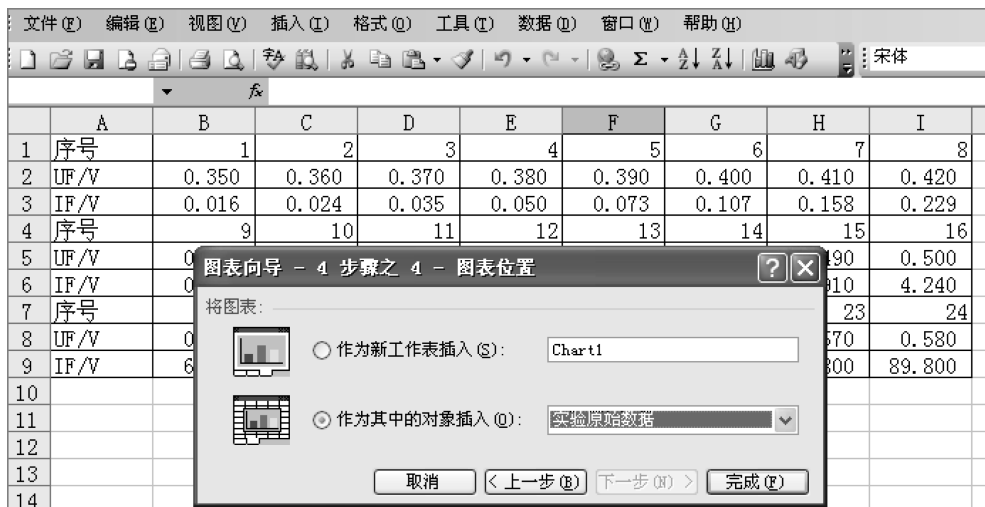 文件(F) 编辑(E) 视图(V) 插入(I) 格式(O) 工具(T) 数据(D) 窗口(W) 帮助(H)
宋体
fx
A B C D E F G H I
1 序号 1 2 3 4 5 6 7 8
2 UF/V 0.350 0.360 0.370 0.380 0.390 0.400 0.410 0.420
3 IF/V 0.016 0.024 0.035 0.050 0.073 0.107 0.158 0.229
4 序号 9 10 11 12 13 14 15 16
5 UF/V 0 490 0.500
6 IF/V 0 910 4.240
7 序号 23 24
8 UF/V 0 570 0.580
9 IF/V 6 300 89.800
10
11
12
13
14
图表向导 - 4 步骤之 4 - 图表位置
将图表:
作为新工作表插入(S): Chart1
作为其中的对象插入(O): 实验原始数据
取消 < 上一步(B) 下一步(N) > 完成(F)